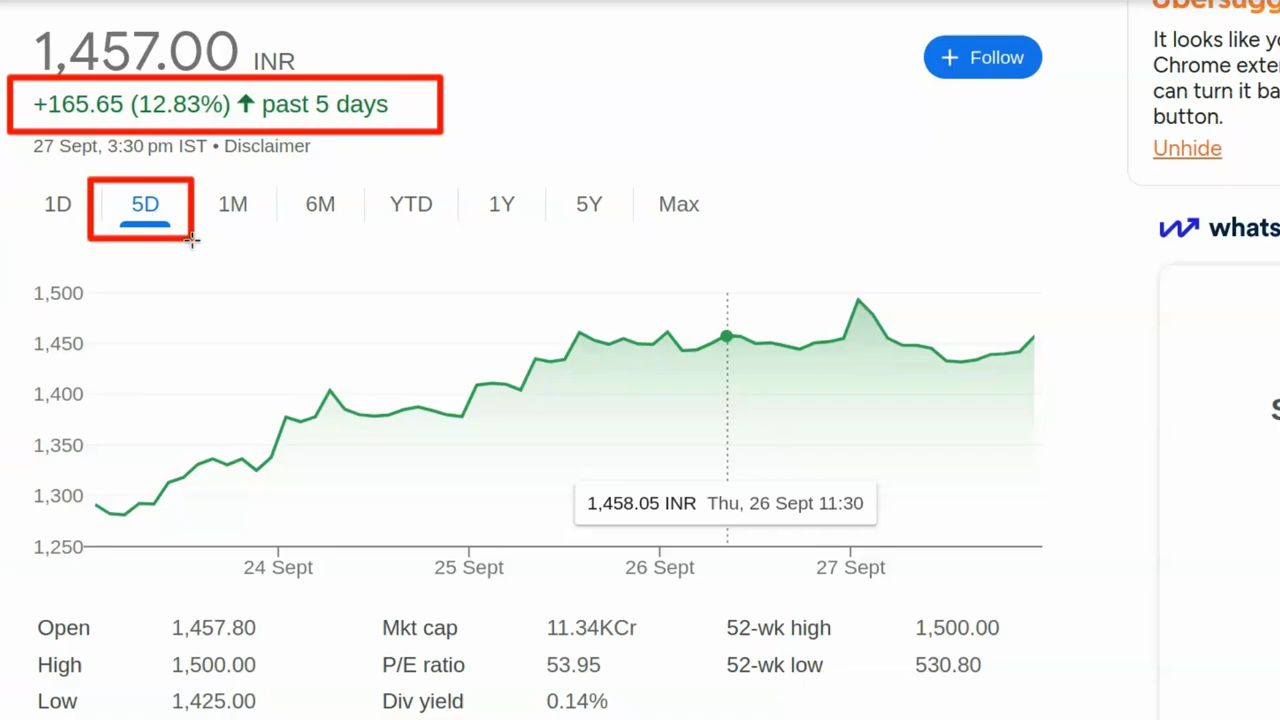 1,457.00 INR
+ Follow
+165.65 (12.83%) ↑ past 5 days
27 Sept, 3:30 pm IST • Disclaimer
1D 5D 1M 6M YTD 1Y 5Y Max
1,500
1,450
1,400
1,350
1,300
1,250
1,458.05 INR Thu, 26 Sept 11:30
24 Sept 25 Sept 26 Sept 27 Sept
Open 1,457.80 Mkt cap 11.34KCr 52-wk high 1,500.00
High 1,500.00 P/E ratio 53.95 52-wk low 530.80
Low 1,425.00 Div yield 0.14%
It looks like
Chrome
can turn it
button.
Unhide